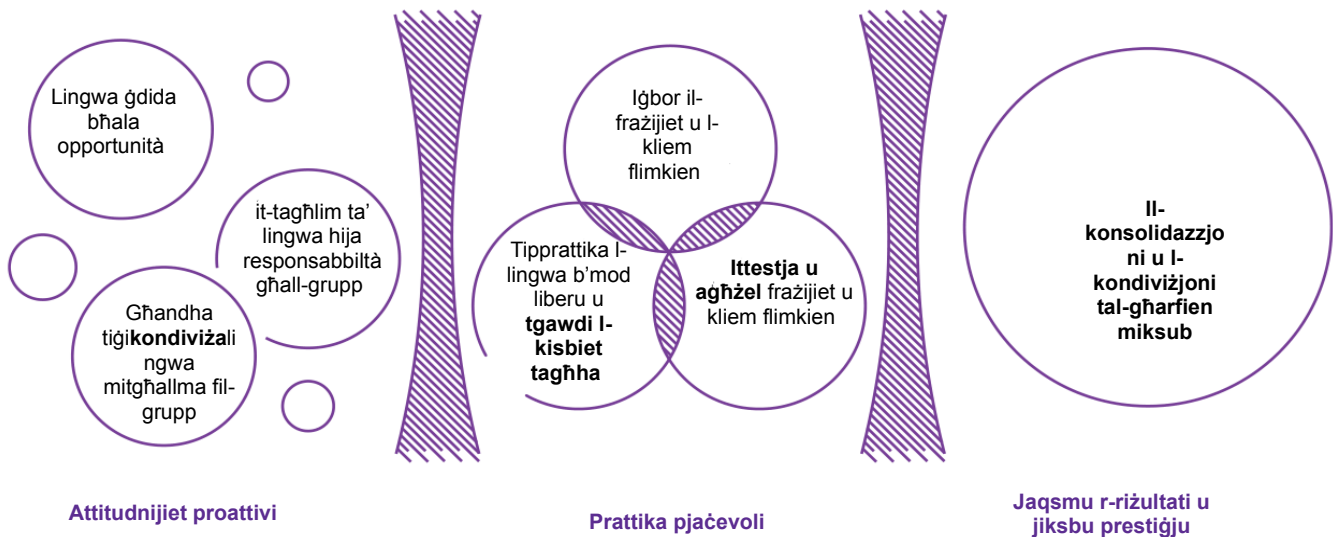 Lingwa ġdida
bħala
opportunità
it-tagħlim ta’
lingwa hija
responsabbiltà
għall-grupp
Għandha
tiġikondiviżali
ngwa
mitgħallma fil-
grupp
Attitudnijiet proattivi
Iġbor il-
frażijiet u l-
kliem
flimkien
Tipprattika l-
lingwa b’mod
liberu u
tgawdi l-
kisbiet
tagħha
Ittestja u
agħżel frażijiet u
kliem flimkien
Prattika pjaċevoli
Il-
konsolidazzjo
ni u l-
kondiviżjoni
tal-għarfien
miksub
Jaqsmu r-riżultati u
jiksbu prestiġju